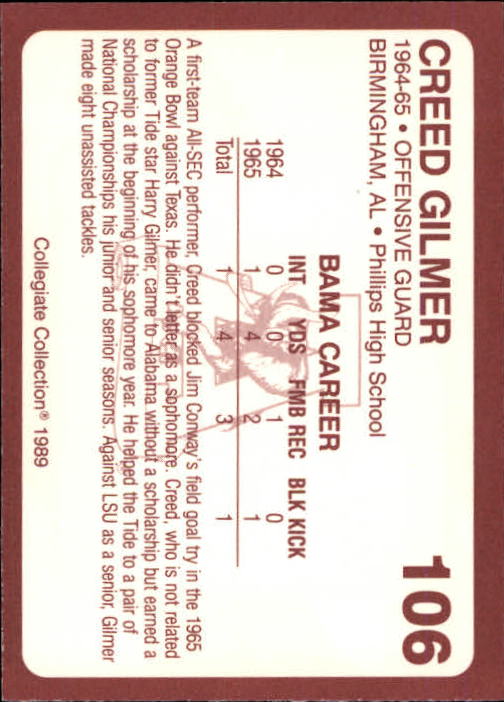 CREED GILMER 106
1964-65 • OFFENSIVE GUARD
BIRMINGHAM, AL • Phillips High School
BAMA CAREER
INT YDS FMB REC BLK KICK
1964 0 0 1 0
1965 1 4 2 1
Total 1 4 3 1
A first-team All-SEC performer, Creed blocked Jim Conway's field goal try in the 1965
Orange Bowl against Texas. He didn't letter as a sophomore. Creed, who is not related
to former Tide star Harry Gilmer, came to Alabama without a scholarship but earned a
scholarship at the beginning of his sophomore year. He helped the Tide to a pair of
National Championships his junior and senior seasons. Against LSU as a senior, Gilmer
made eight unassisted tackles.
Collegiate Collection® 1989